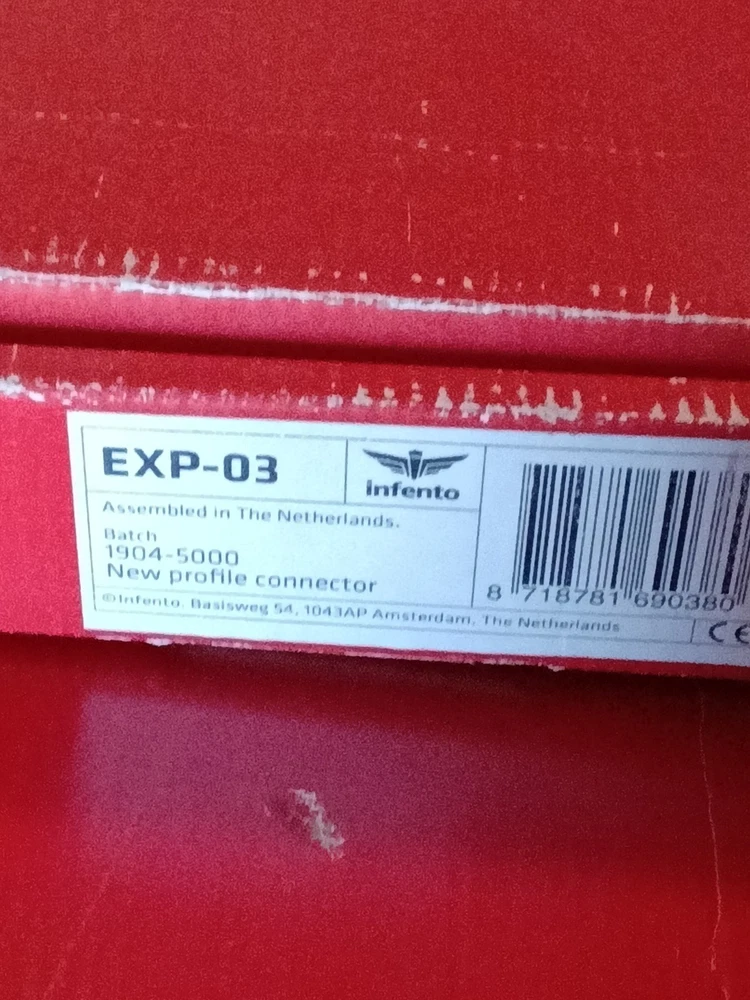 EXP-03
infento
Assembled in The Netherlands.
Batch
1904-5000
New profile connector
8 718781 690380
©Infento, Basisweg 54, 1043AP Amsterdam, The Netherlands
CE